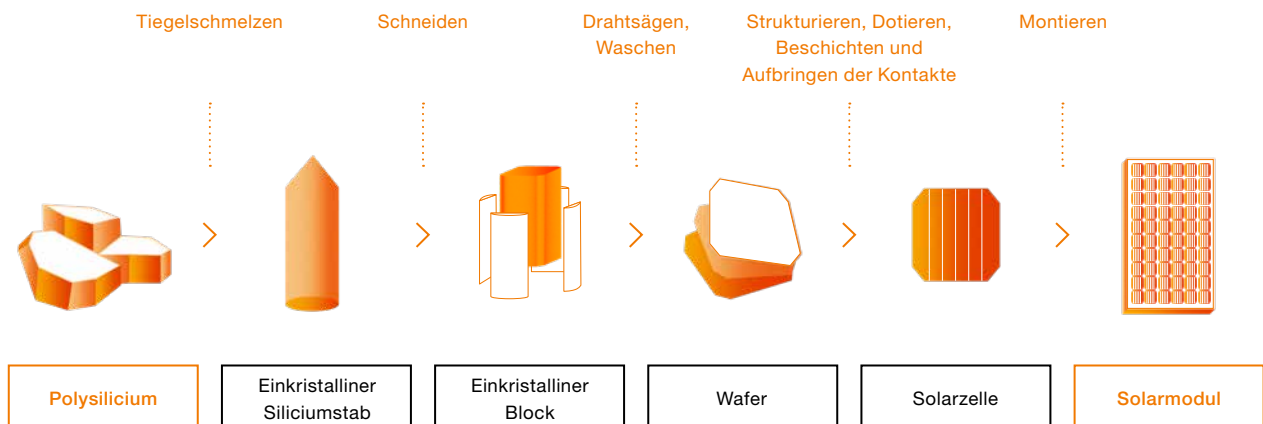 Tiegelschmelzen
Schneiden
Drahtsägen,
Waschen
Strukturieren, Dotieren,
Beschichten und
Aufbringen der Kontakte
Montieren
Polysilicium
Einkristalliner
Siliciumstab
Einkristalliner
Block
Wafer
Solarzelle
Solarmodul